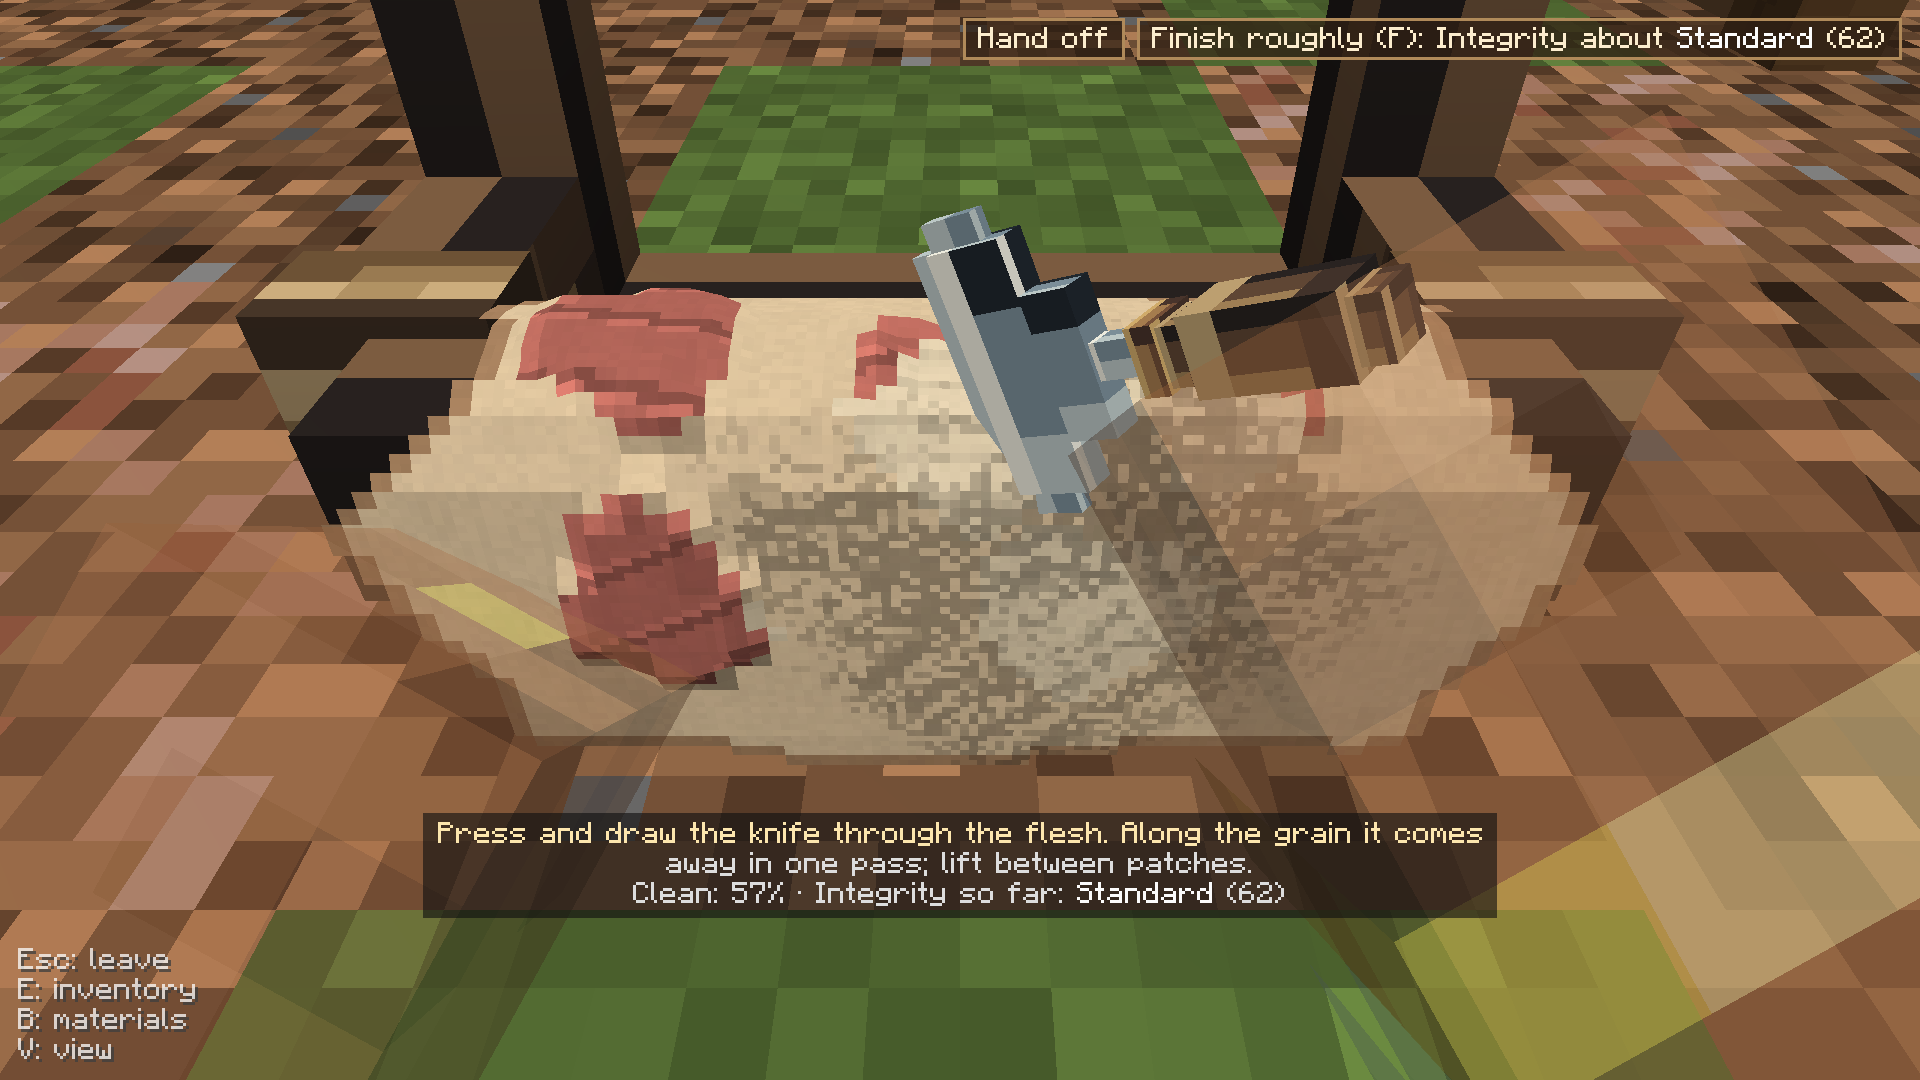 Hand off
Finish roughly (F): Integrity about Standard (62)
Press and draw the knife through the flesh. Along the grain it comes
away in one pass; lift between patches.
Clean: 57% · Integrity so far: Standard (62)
Esc: leave
E: inventory
B: materials
V: view